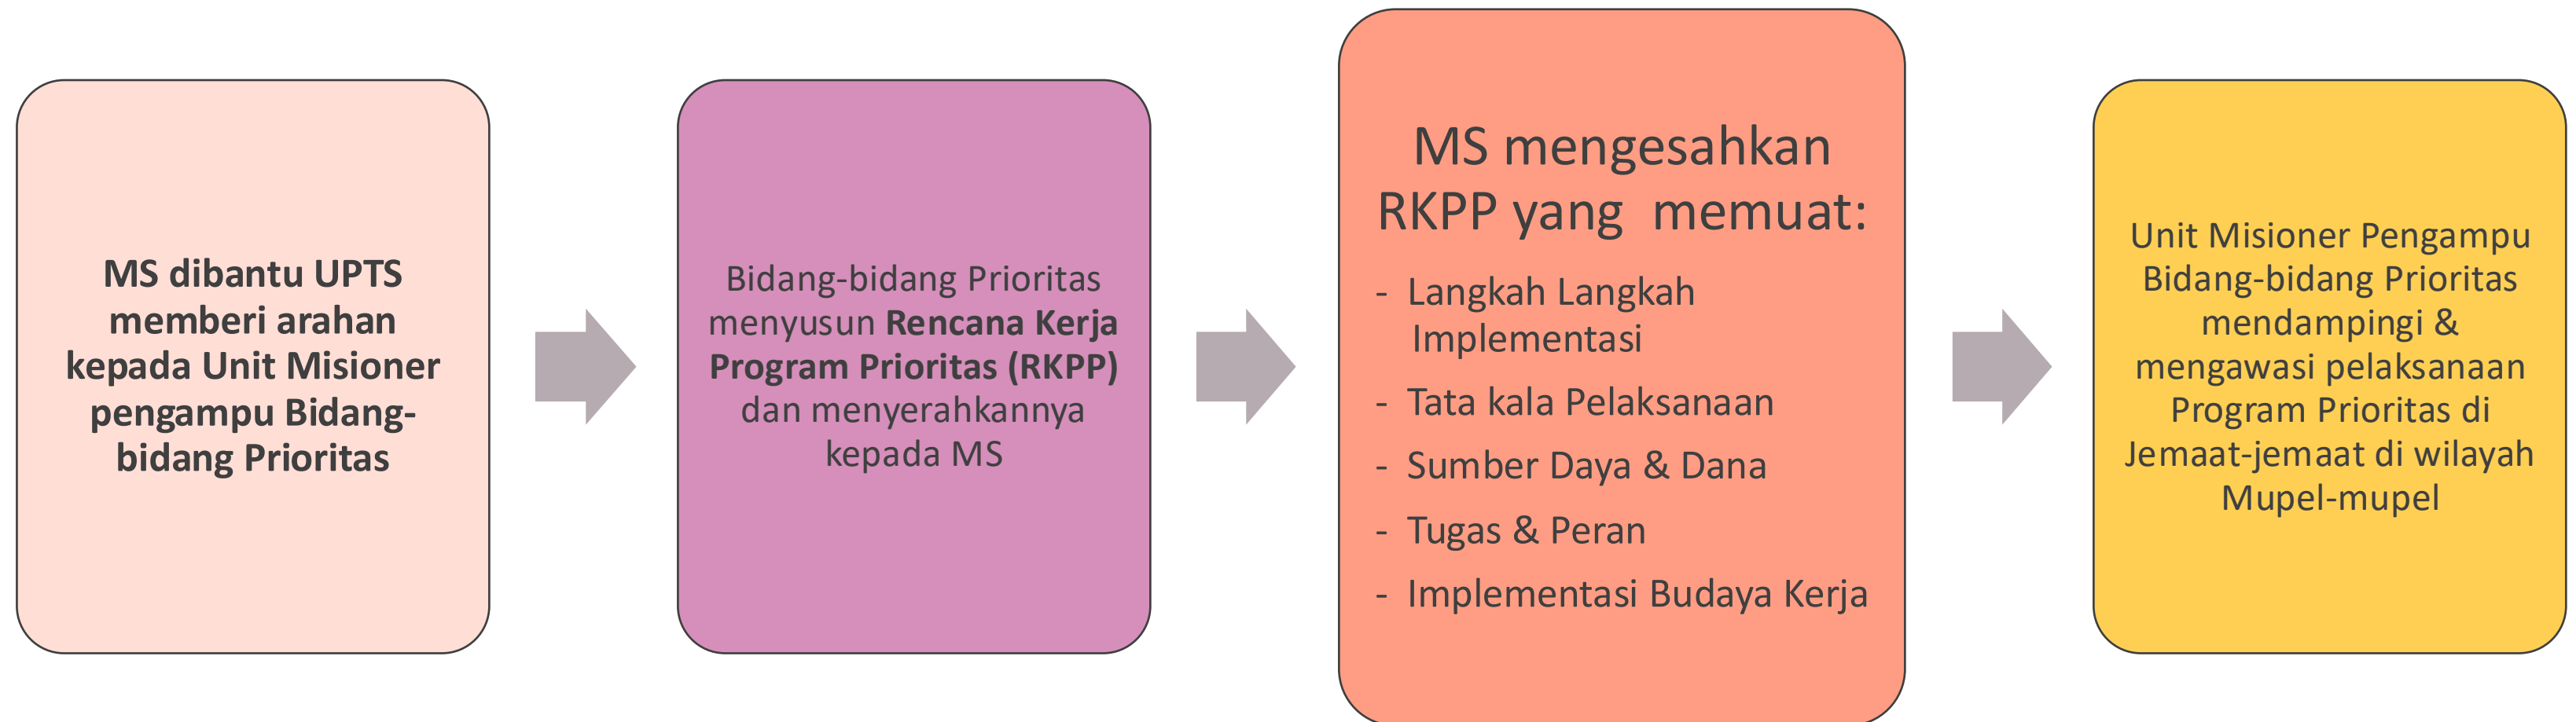 MS dibantu UPTS
memberi arahan
kepada Unit Misioner
pengampu Bidang-
bidang Prioritas
Bidang-bidang Prioritas
menyusun Rencana Kerja
Program Prioritas (RKPP)
dan menyerahkannya
kepada MS
MS mengesahkan
RKPP yang  memuat:
- Langkah Langkah
Implementasi
- Tata kala Pelaksanaan
- Sumber Daya & Dana
- Tugas & Peran
- Implementasi Budaya Kerja
Unit Misioner Pengampu
Bidang-bidang Prioritas
mendampingi &
mengawasi pelaksanaan
Program Prioritas di
Jemaat-jemaat di wilayah
Mupel-mupel